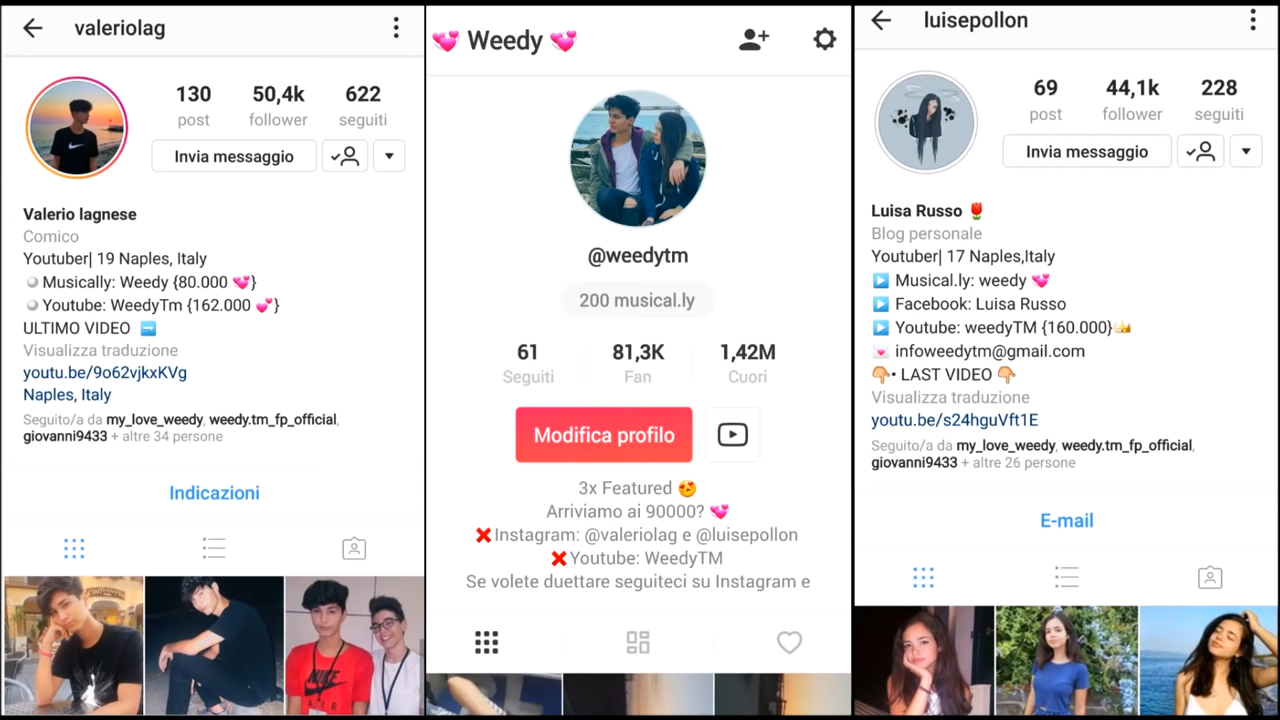 valeriolag
130 50,4k 622
post follower seguiti
Invia messaggio
Valerio lagnese
Comico
Youtuber| 19 Naples, Italy
Musically: Weedy {80.000 💞}
Youtube: WeedyTm {162.000 💕}
ULTIMO VIDEO ➡️
Visualizza traduzione
youtu.be/9o62vjkxKVg
Naples, Italy
Seguito/a da my_love_weedy, weedy.tm_fp_official,
giovanni9433 + altre 34 persone
Indicazioni
💞 Weedy 💞
@weedytm
200 musical.ly
61 81,3K 1,42M
Seguiti Fan Cuori
Modifica profilo
3x Featured 😍
Arriviamo ai 90000? 💞
❌Instagram: @valeriolag e @luisepollon
❌Youtube: WeedyTM
Se volete duettare seguiteci su Instagram e
luisepollon
69 44,1k 228
post follower seguiti
Invia messaggio
Luisa Russo 🌹
Blog personale
Youtuber| 17 Naples,Italy
▶️ Musical.ly: weedy 💞
▶️ Facebook: Luisa Russo
▶️ Youtube: weedyTM {160.000}👑
💌 infoweedytm@gmail.com
👇🏼• LAST VIDEO 👇🏼
Visualizza traduzione
youtu.be/s24hguVft1E
Seguito/a da my_love_weedy, weedy.tm_fp_official,
giovanni9433 + altre 26 persone
E-mail
NIKE
AIR